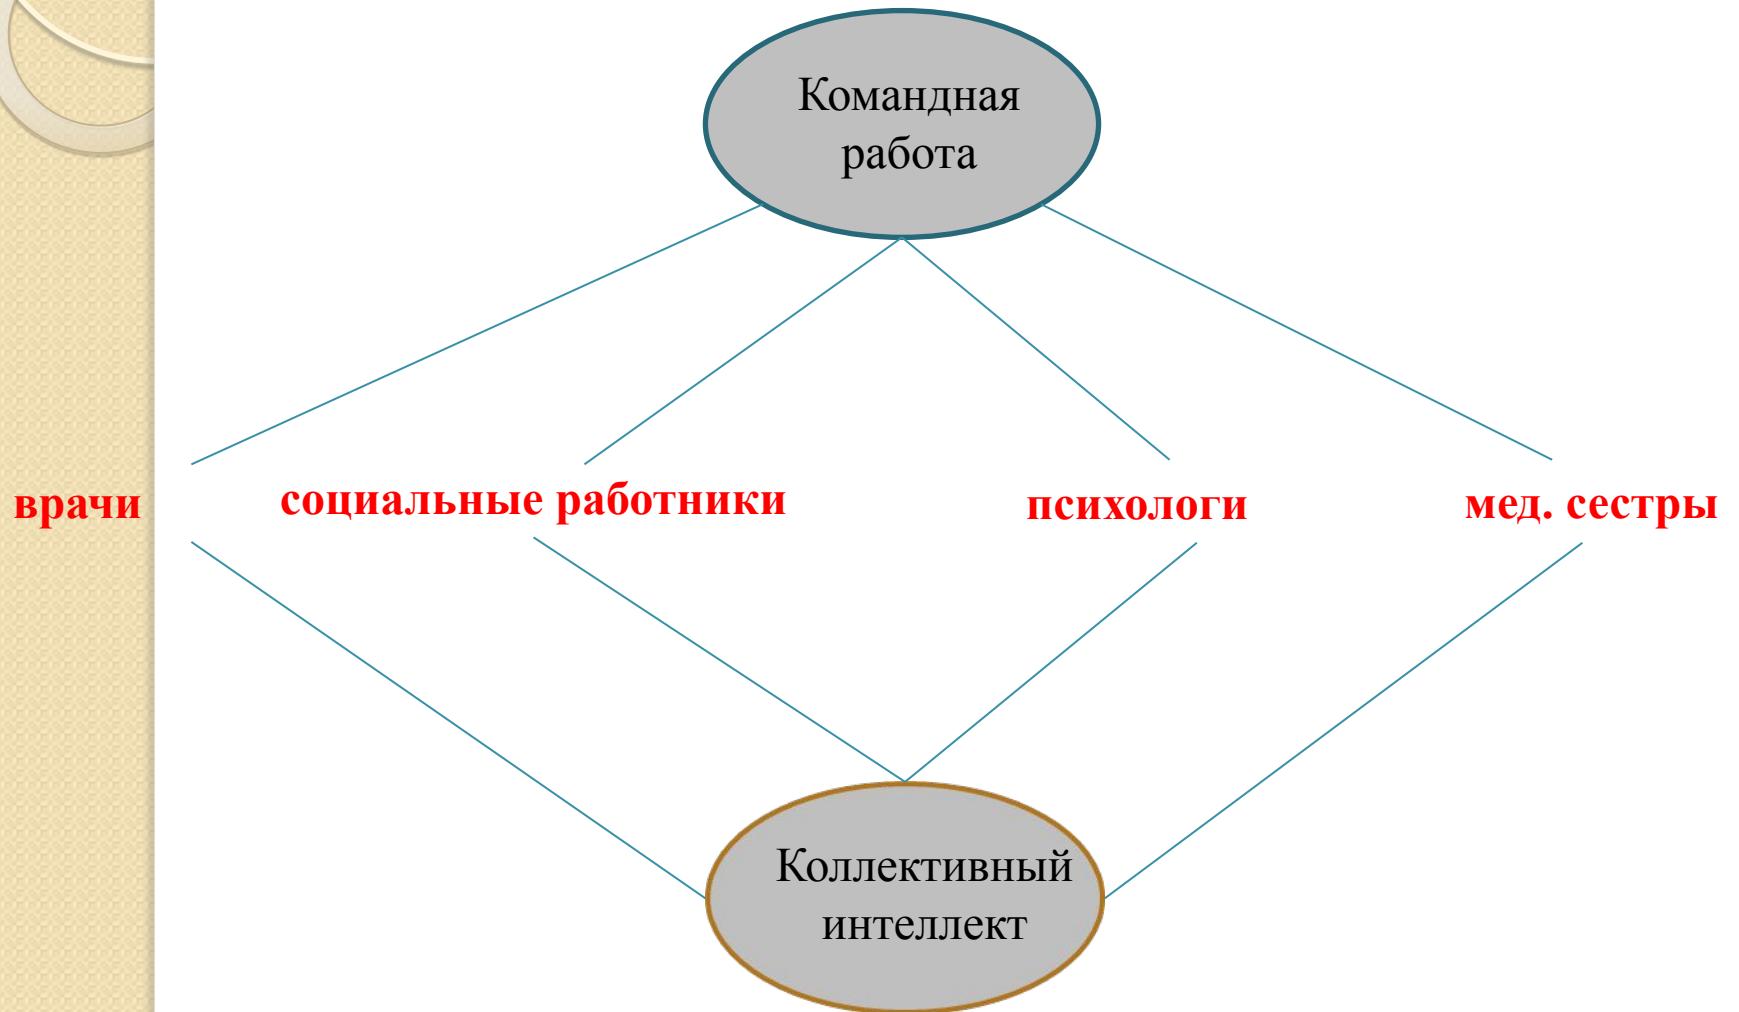 Командная
работа
врачи
социальные работники
психологи
мед. сестры
Коллективный
интеллект